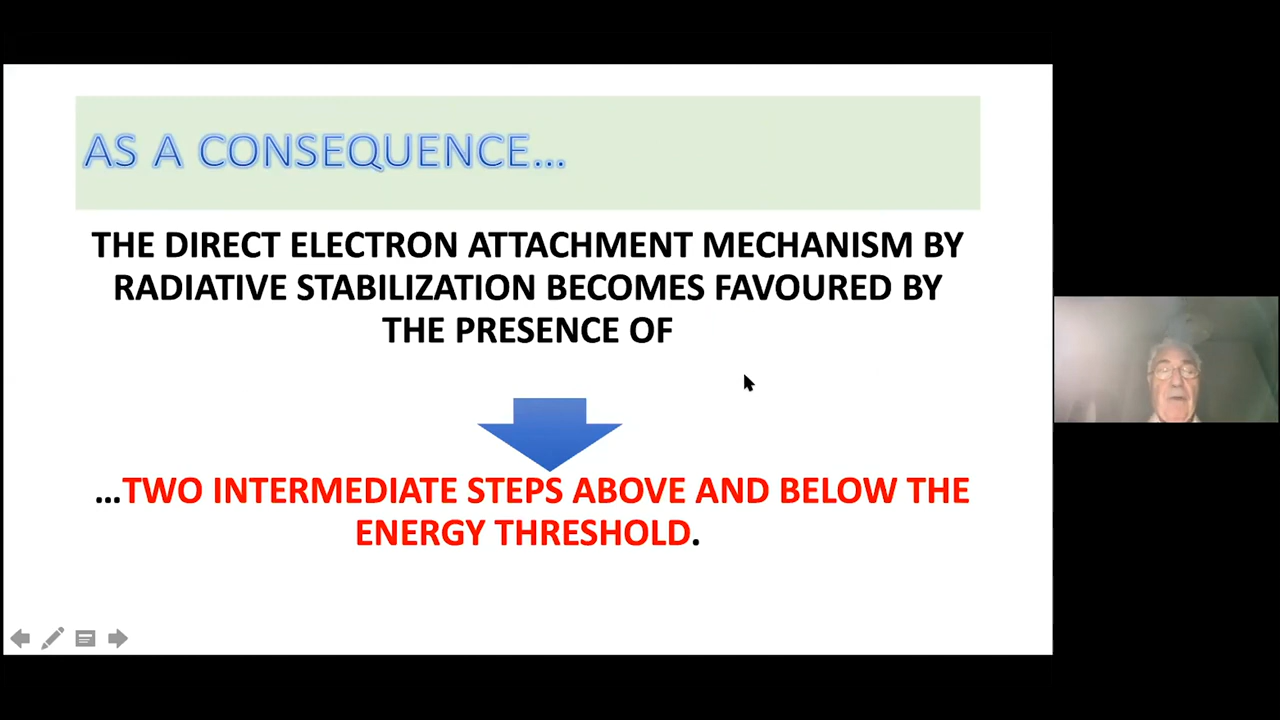 AS A CONSEQUENCE...
THE DIRECT ELECTRON ATTACHMENT MECHANISM BY
RADIATIVE STABILIZATION BECOMES FAVOURED BY
THE PRESENCE OF
...TWO INTERMEDIATE STEPS ABOVE AND BELOW THE
ENERGY THRESHOLD.